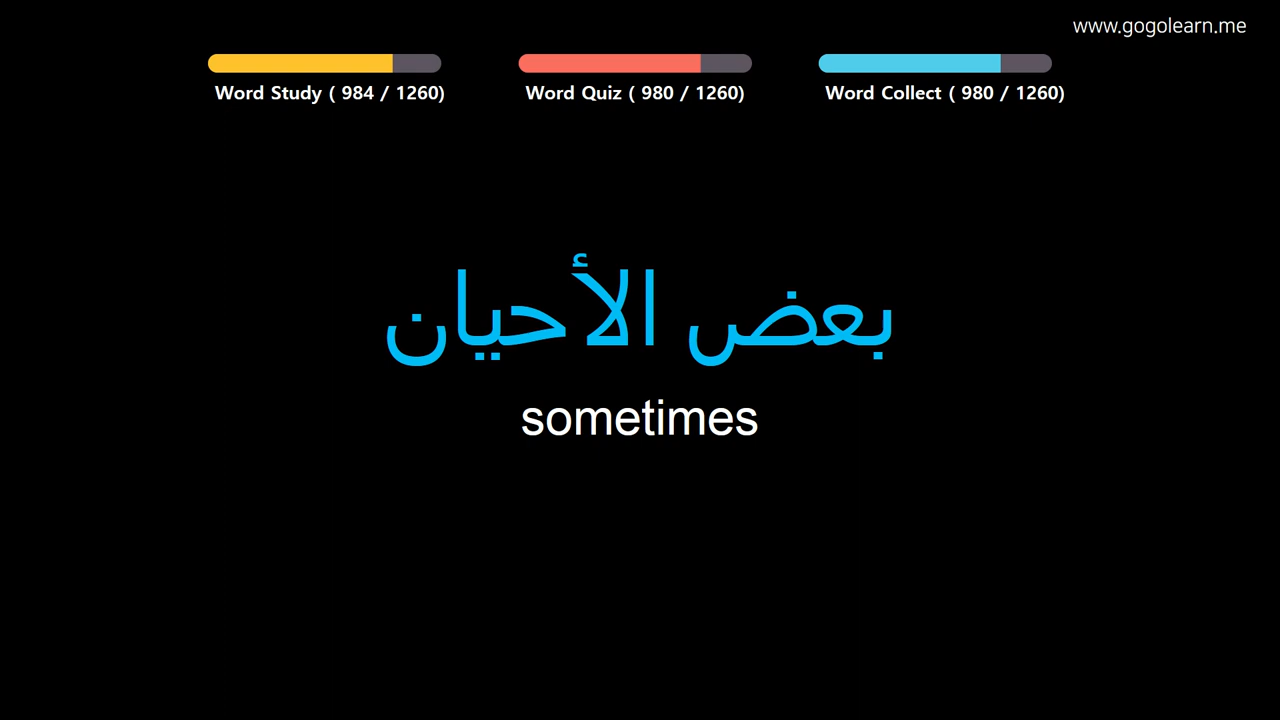 www.gogolearn.me
Word Study ( 984 / 1260)
Word Quiz ( 980 / 1260)
Word Collect ( 980 / 1260)
بعض الأحيان
sometimes